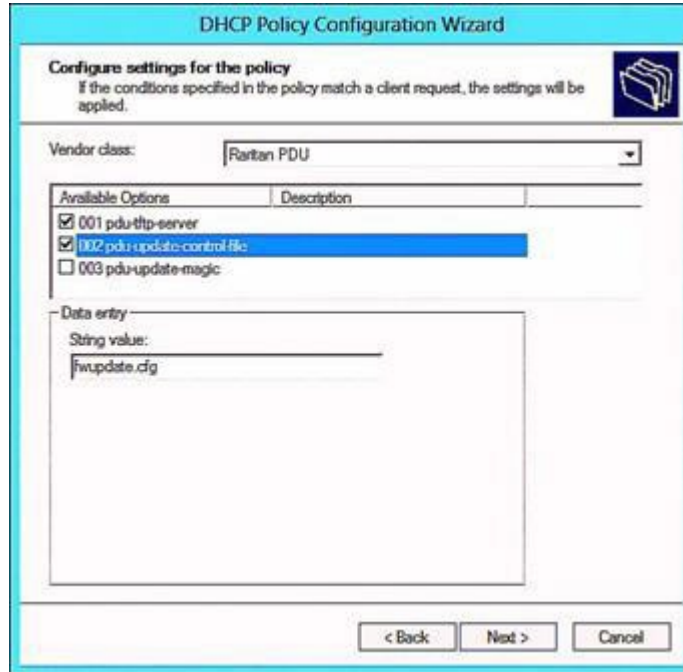 DHCP Policy Configuration Wizard
Configure settings for the policy
If the conditions specified in the policy match a client request, the settings will be
applied.
Vendor class:
Raritan PDU
Available Options Description
001 pdu-tftp-server
002 pdu-update-control-file
003 pdu-update-magic
Data entry
String value:
fwupdate.cfg
< Back Next > Cancel